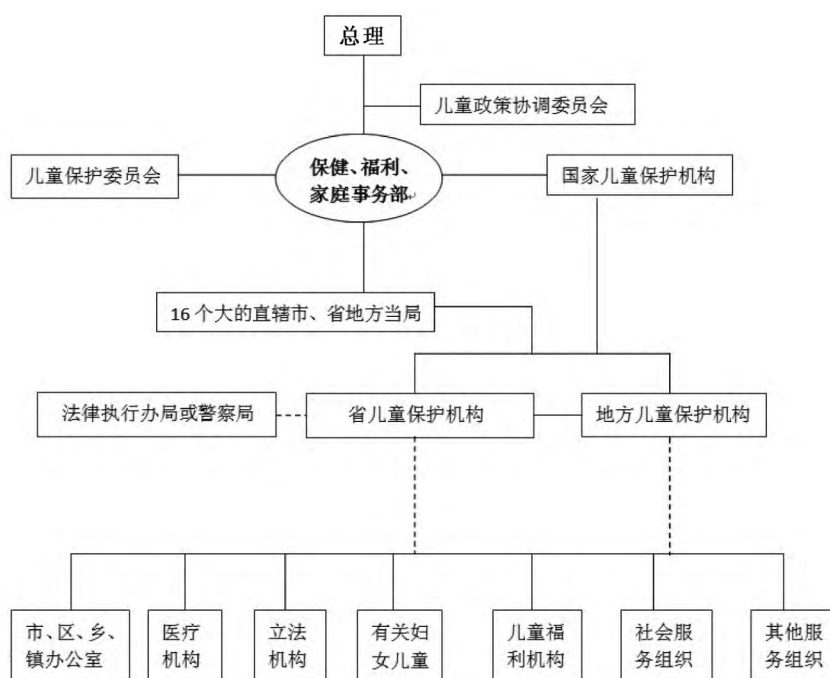 总理
儿童政策协调委员会
儿童保护委员会
保健、福利、
家庭事务部
国家儿童保护机构
16 个大的直辖市、省地方当局
法律执行办局或警察局
省儿童保护机构
地方儿童保护机构
市、区、乡、
镇办公室
医疗
机构
立法
机构
有关妇
女儿童
儿童福
利机构
社会服
务组织
其他服
务组织